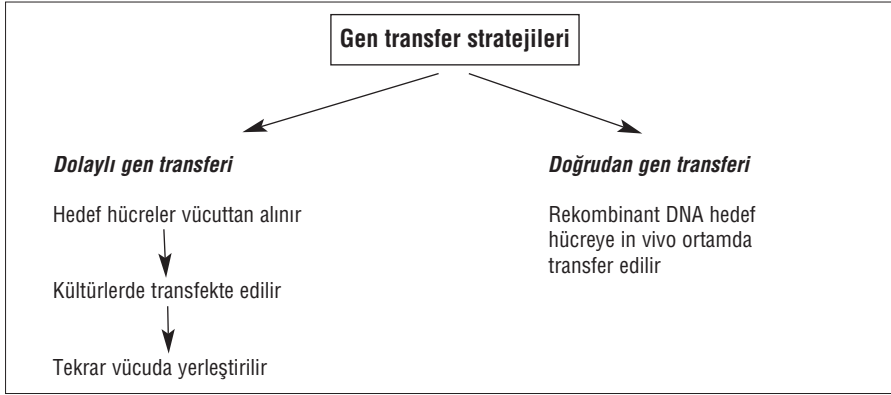 Gen transfer stratejileri
Dolaylı gen transferi
Hedef hücreler vücuttan alınır
Kültürlerde transfekte edilir
Tekrar vücuda yerleştirilir
Doğrudan gen transferi
Rekombinant DNA hedef
hücreye in vivo ortamda
transfer edilir